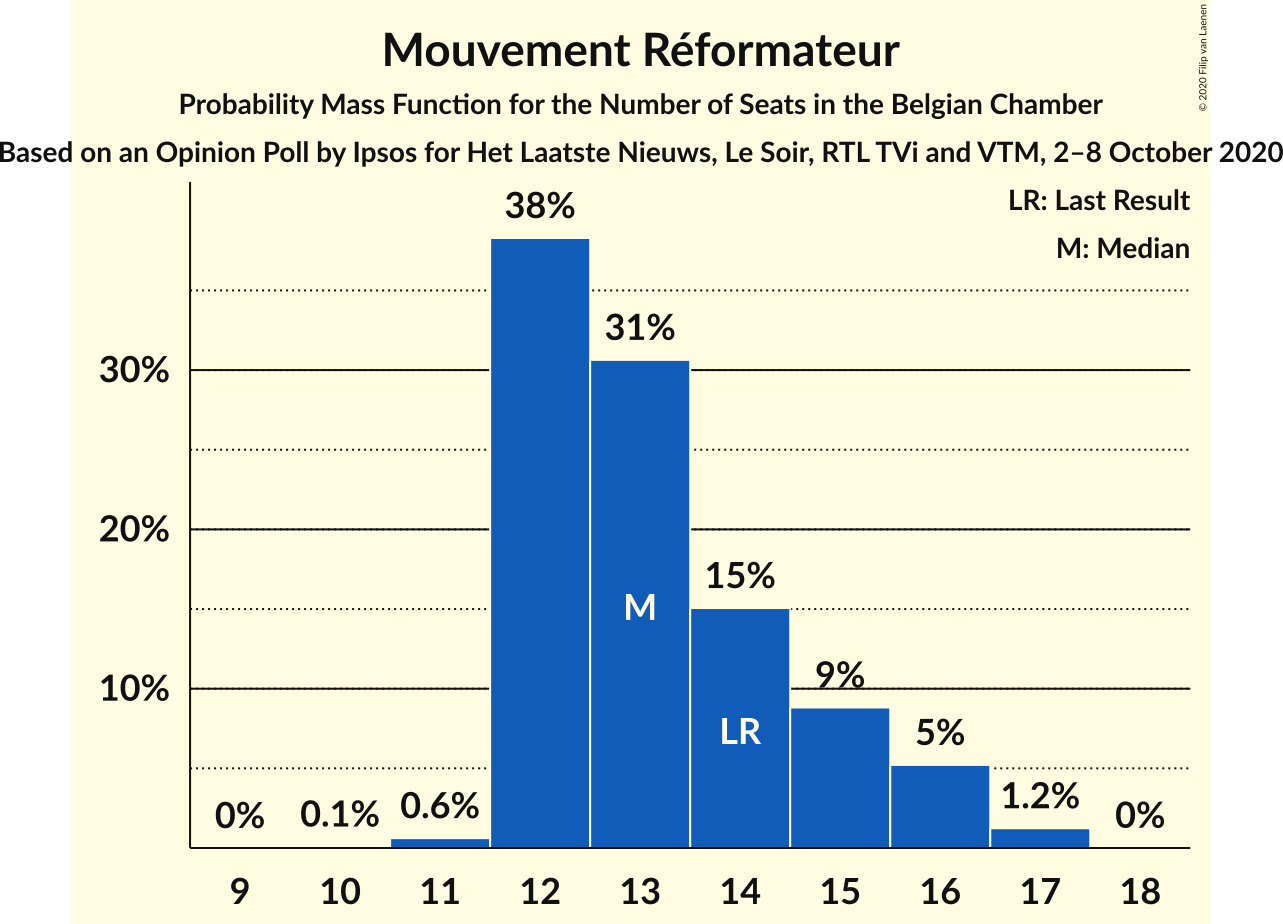 Mouvement Réformateur
Probability Mass Function for the Number of Seats in the Belgian Chamber
Based on an Opinion Poll by Ipsos for Het Laatste Nieuws, Le Soir, RTL TVi and VTM, 2–8 October 2020
© 2020 Filip van Laenen
LR: Last Result
M: Median
38%
31%
30%
20%
15%
M
10%
9%
LR
5%
0%
0.1%
0.6%
1.2%
0%
9 10 11 12 13 14 15 16 17 18